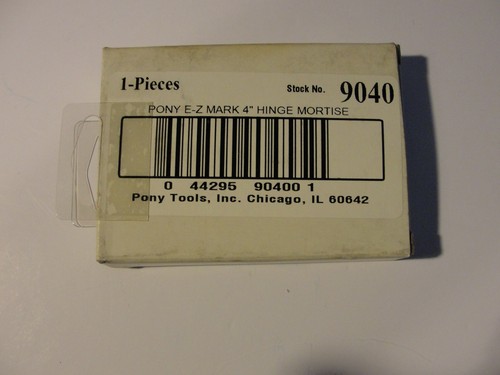 1-Pieces Stock No. 9040
PONY E-Z MARK 4" HINGE MORTISE
0 44295 90400 1
Pony Tools, Inc. Chicago, IL 60642